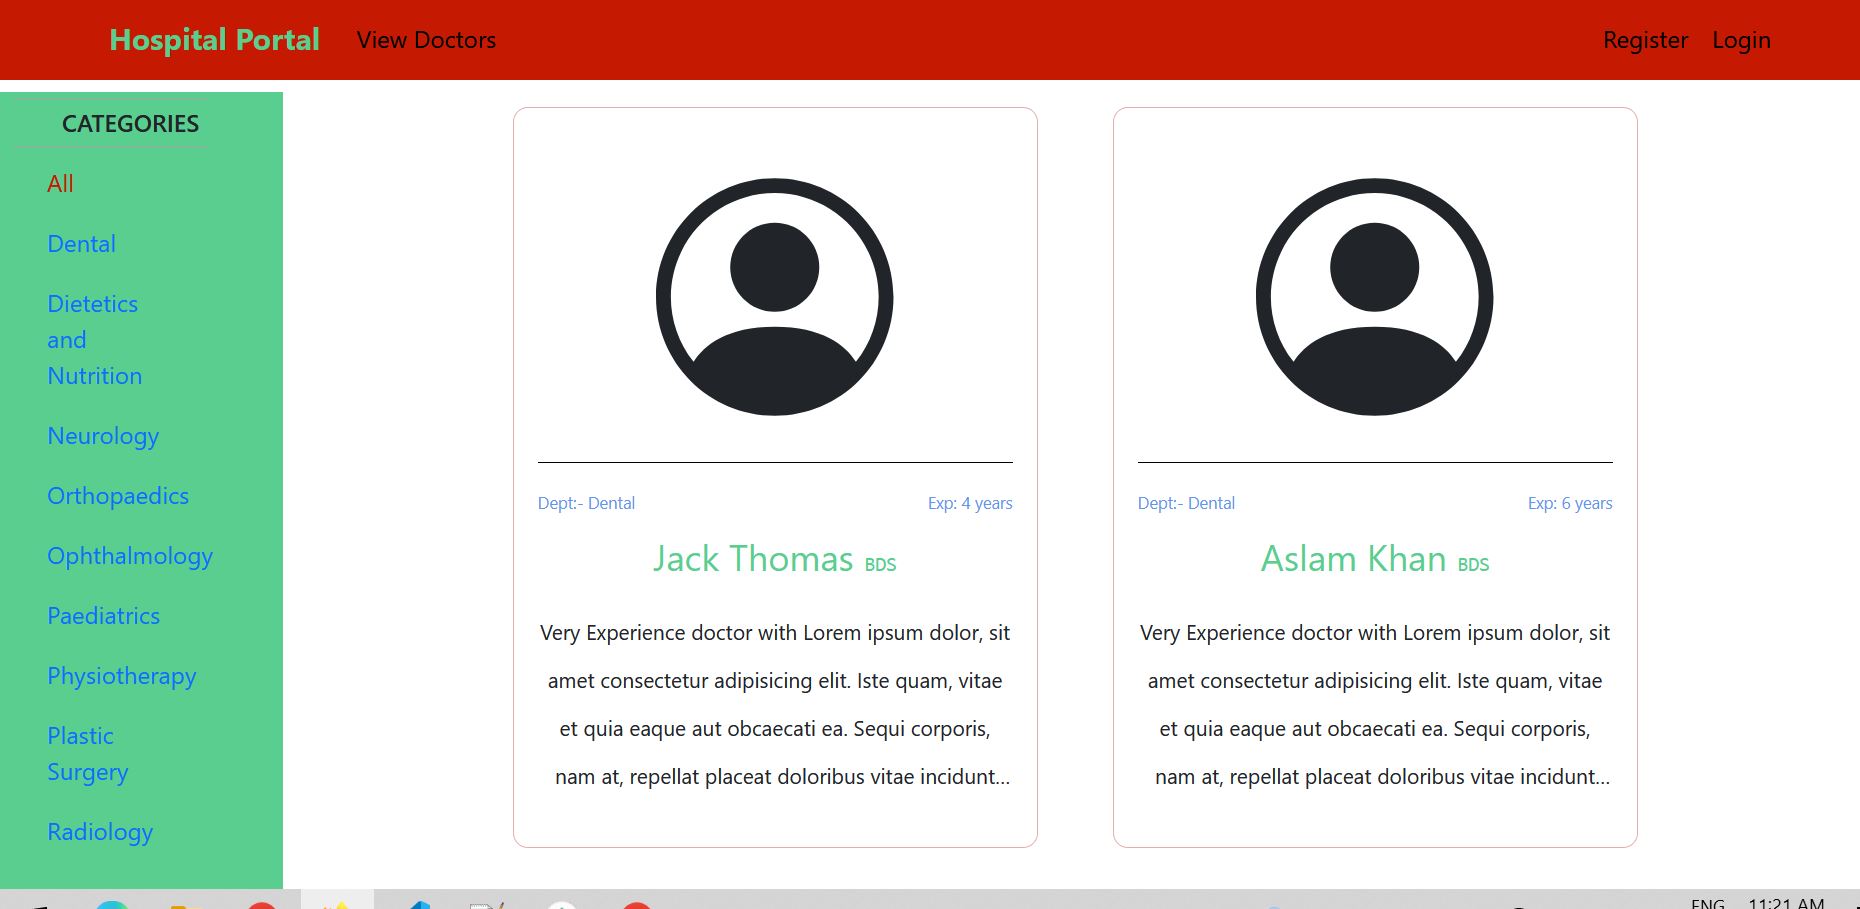 Hospital Portal View Doctors Register Login
CATEGORIES
All
Dental
Dietetics
and
Nutrition
Neurology
Orthopaedics
Ophthalmology
Paediatrics
Physiotherapy
Plastic
Surgery
Radiology
Dept:- Dental Exp: 4 years
Jack Thomas BDS
Very Experience doctor with Lorem ipsum dolor, sit
amet consectetur adipisicing elit. Iste quam, vitae
et quia eaque aut obcaecati ea. Sequi corporis,
nam at, repellat placeat doloribus vitae incidunt...
Dept:- Dental Exp: 6 years
Aslam Khan BDS
Very Experience doctor with Lorem ipsum dolor, sit
amet consectetur adipisicing elit. Iste quam, vitae
et quia eaque aut obcaecati ea. Sequi corporis,
nam at, repellat placeat doloribus vitae incidunt...
ENG 11:21 AM